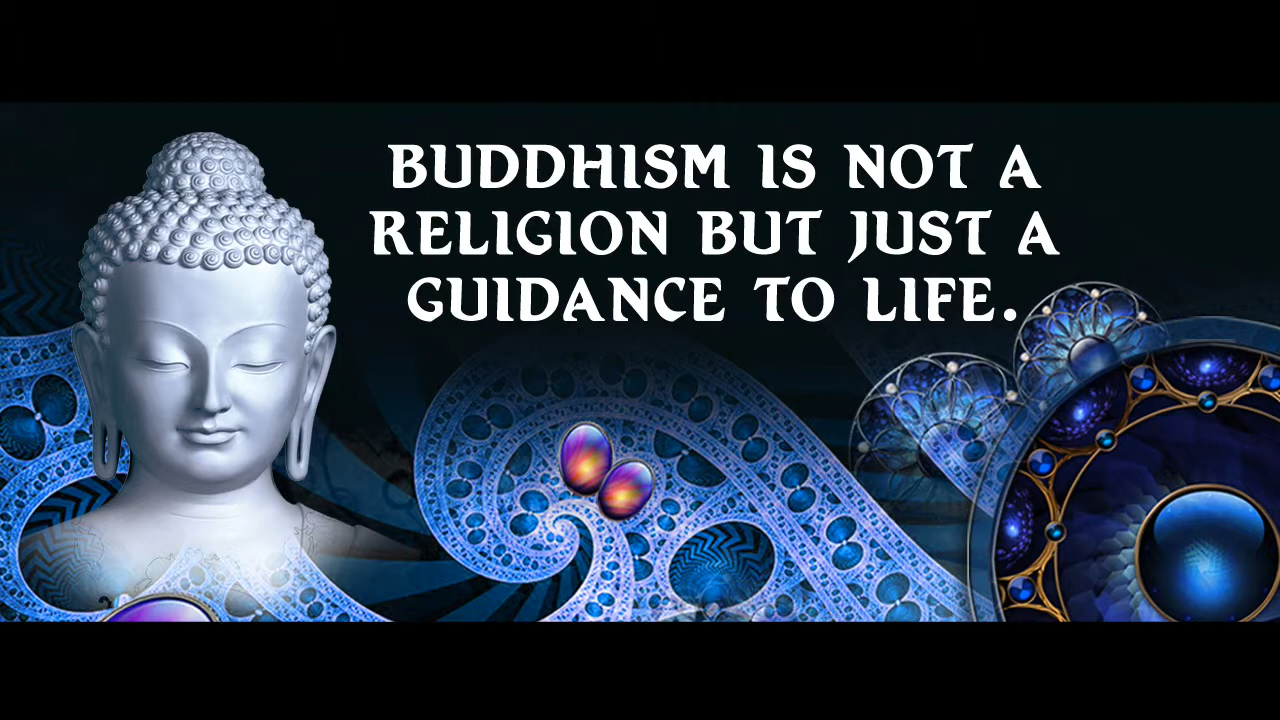 BUDDHISM IS NOT A
RELIGION BUT JUST A
GUIDANCE TO LIFE.